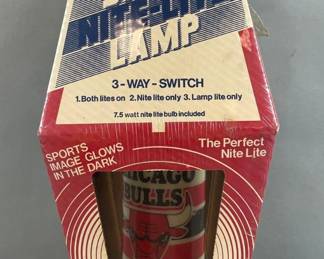 NITE-LITE
LAMP
3-WAY-SWITCH
1. Both lites on 2. Nite lite only 3. Lamp lite only
7.5 watt nite lite bulb included
SPORTS
IMAGE GLOWS
IN THE DARK
The Perfect
Nite Lite
CHICAGO
BULLS